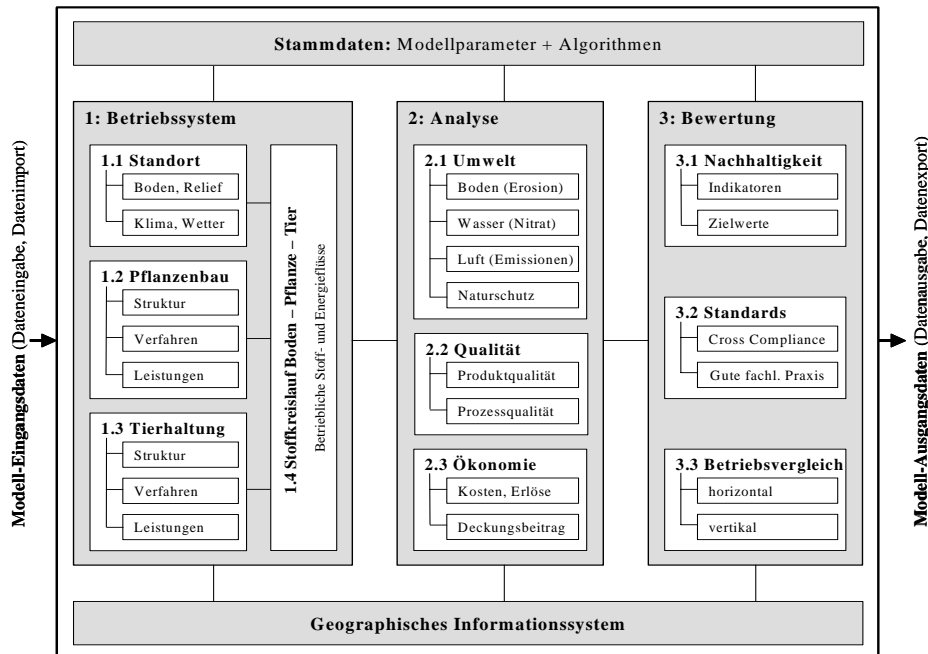 Stammdaten: Modellparameter + Algorithmen
Modell-Eingangsdaten (Dateneingabe, Datenimport)
1: Betriebssystem
1.1 Standort
Boden, Relief
Klima, Wetter
1.2 Pflanzenbau
Struktur
Verfahren
Leistungen
1.3 Tierhaltung
Struktur
Verfahren
Leistungen
1.4 Stoffkreislauf Boden – Pflanze – Tier
Betriebliche Stoff- und Energieflüsse
2: Analyse
2.1 Umwelt
Boden (Erosion)
Wasser (Nitrat)
Luft (Emissionen)
Naturschutz
2.2 Qualität
Produktqualität
Prozessqualität
2.3 Ökonomie
Kosten, Erlöse
Deckungsbeitrag
3: Bewertung
3.1 Nachhaltigkeit
Indikatoren
Zielwerte
3.2 Standards
Cross Compliance
Gute fachl. Praxis
3.3 Betriebsvergleich
horizontal
vertikal
Modell-Ausgangsdaten (Datenausgabe, Datenexport)
Geographisches Informationssystem